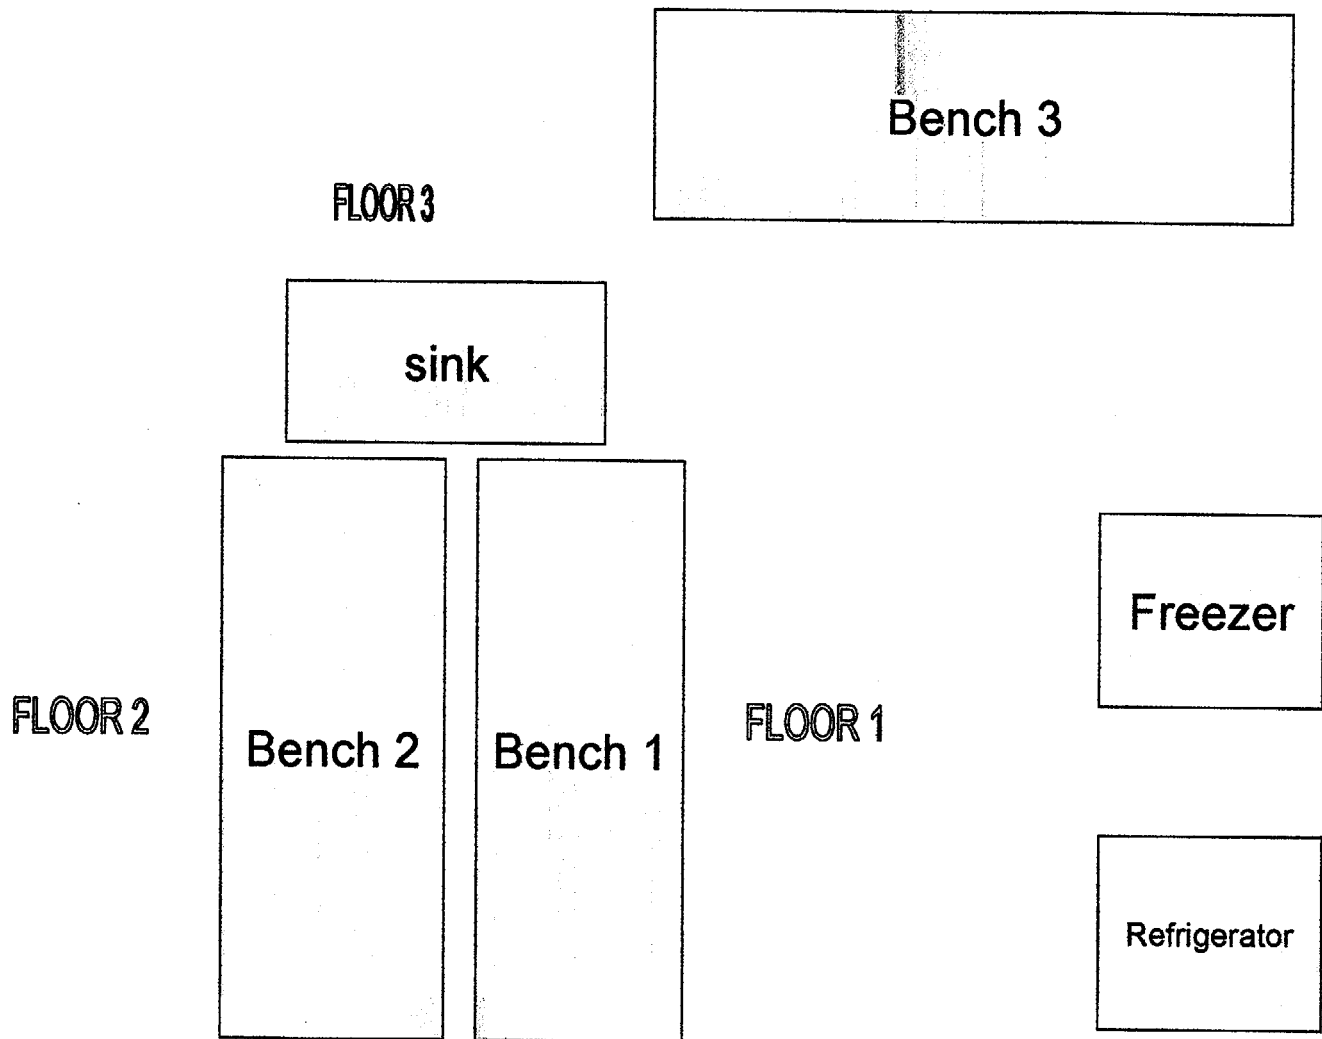 Bench 3
FLOOR 3
sink
Freezer
FLOOR 2
Bench 2
Bench 1
FLOOR 1
Refrigerator